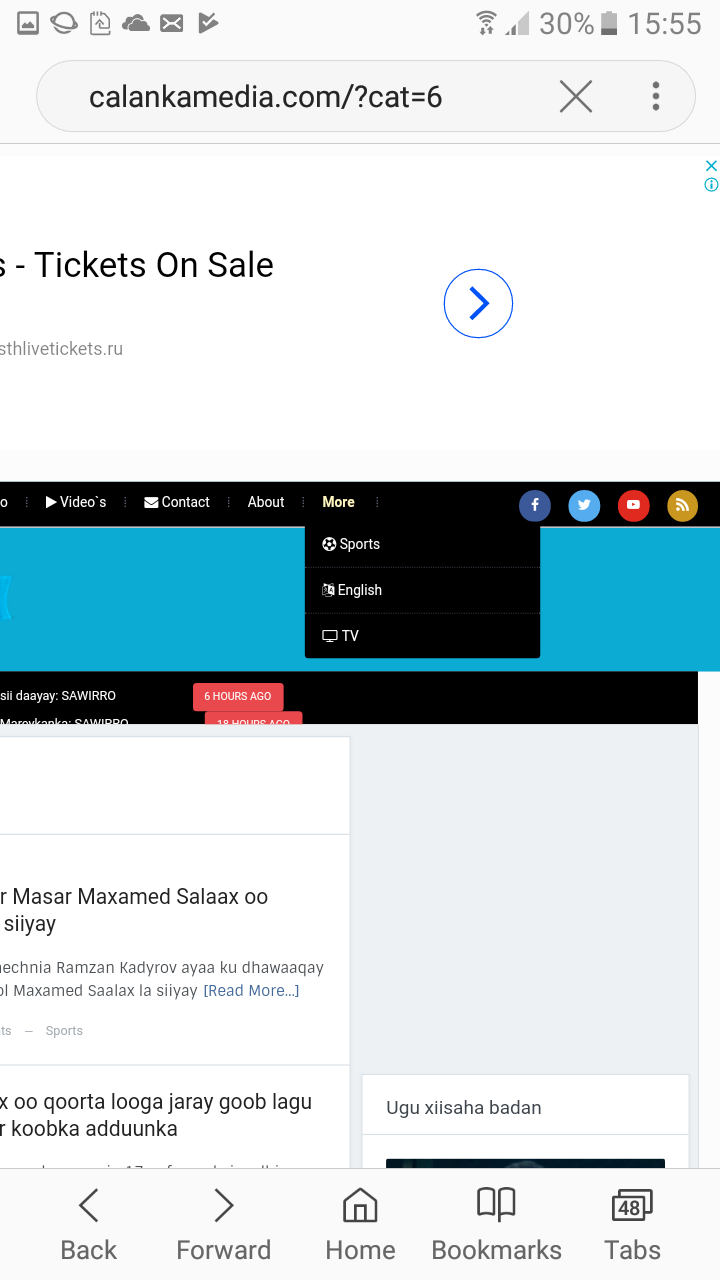 30% 15:55
calankamedia.com/?cat=6
- Tickets On Sale
sthlivetickets.ru
Video`s Contact About More
Sports
English
TV
sii daayay: SAWIRRO 6 HOURS AGO
Maroykanka: SAWIRRO 18 HOURS AGO
r Masar Maxamed Salaax oo
siiyay
echnia Ramzan Kadyrov ayaa ku dhawaaqay
ol Maxamed Saalax la siiyay [Read More...]
ts – Sports
x oo qoorta looga jaray goob lagu
r koobka adduunka
Ugu xiisaha badan
48
Back Forward Home Bookmarks Tabs